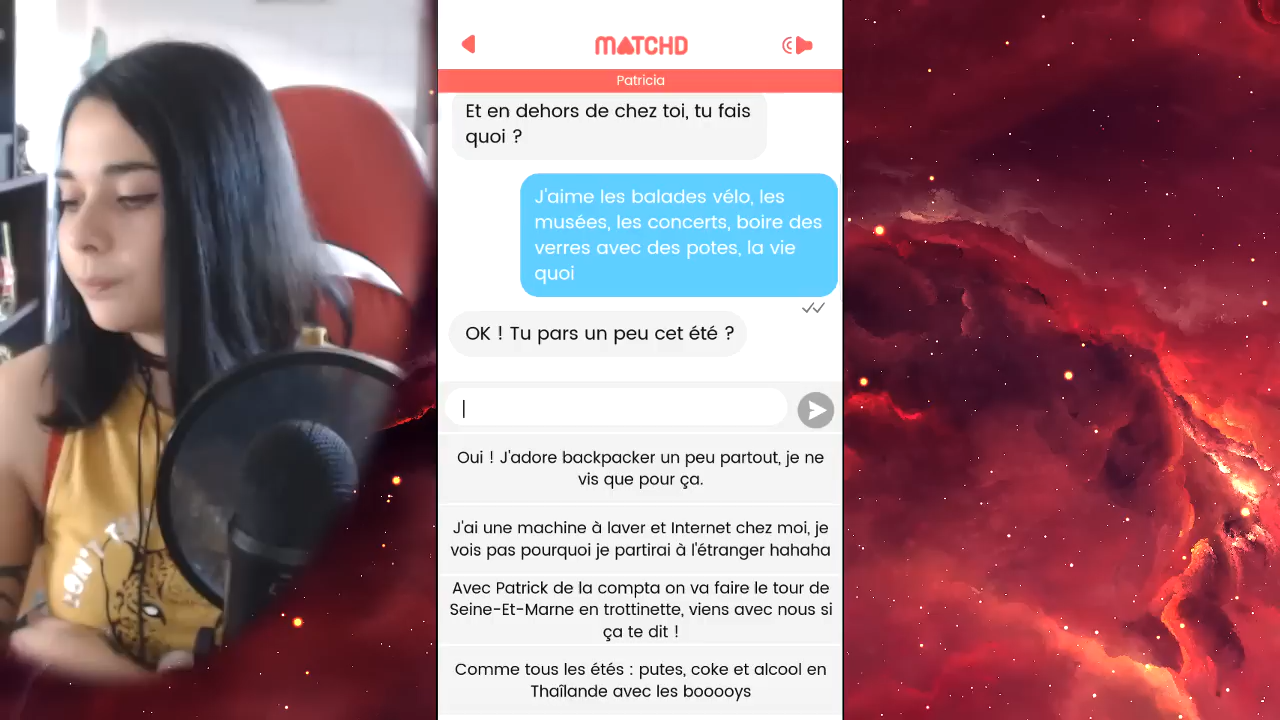 MATCHD
Patricia
Et en dehors de chez toi, tu fais
quoi ?
J'aime les balades vélo, les
musées, les concerts, boire des
verres avec des potes, la vie
quoi
OK ! Tu pars un peu cet été ?
Oui ! J'adore backpacker un peu partout, je ne
vis que pour ça.
J'ai une machine à laver et Internet chez moi, je
vois pas pourquoi je partirai à l'étranger hahaha
Avec Patrick de la compta on va faire le tour de
Seine-Et-Marne en trottinette, viens avec nous si
ça te dit !
Comme tous les étés : putes, coke et alcool en
Thaîlande avec les booooys
DON'T